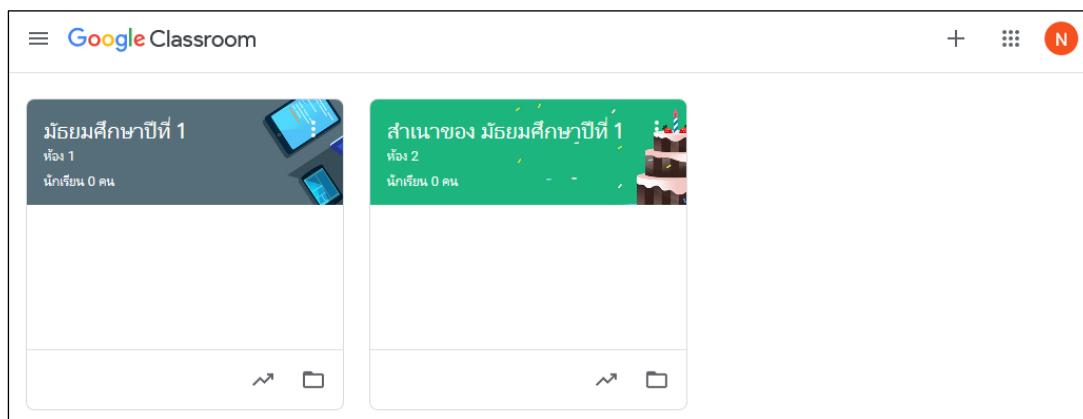 Google Classroom
N
มัธยมศึกษาปีที่ 1
ห้อง 1
นักเรียน 0 คน
สำเนาของ มัธยมศึกษาปีที่ 1
ห้อง 2
นักเรียน 0 คน